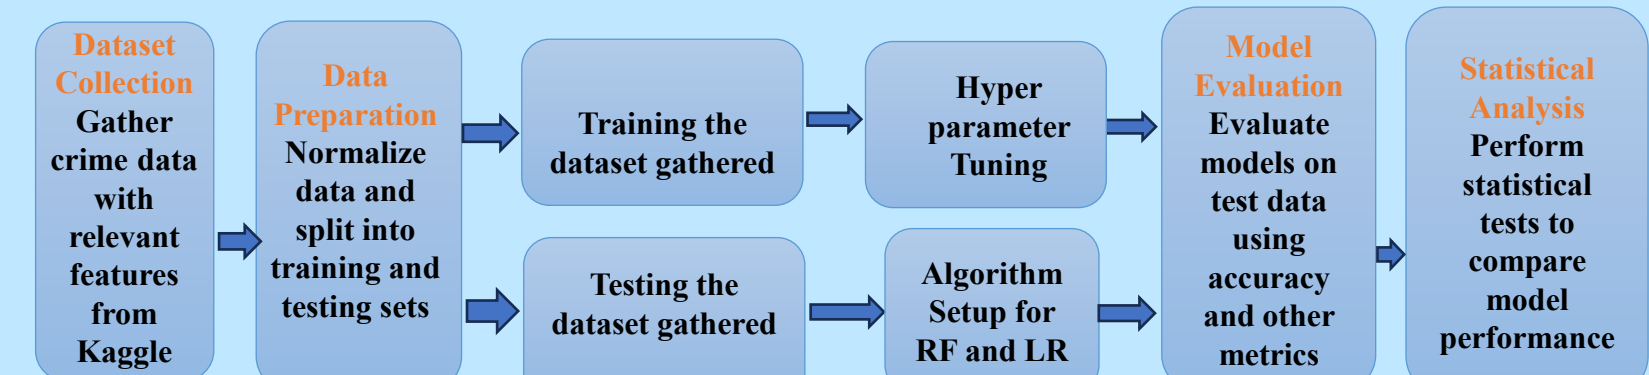 Dataset
Collection
Gather
crime data
with
relevant
features
from
Kaggle
Data
Preparation
Normalize
data and
split into
training and
testing sets
Training the
dataset gathered
Hyper
parameter
Tuning
Testing the
dataset gathered
Algorithm
Setup for
RF and LR
Model
Evaluation
Evaluate
models on
test data
using
accuracy
and other
metrics
Statistical
Analysis
Perform
statistical
tests to
compare
model
performance